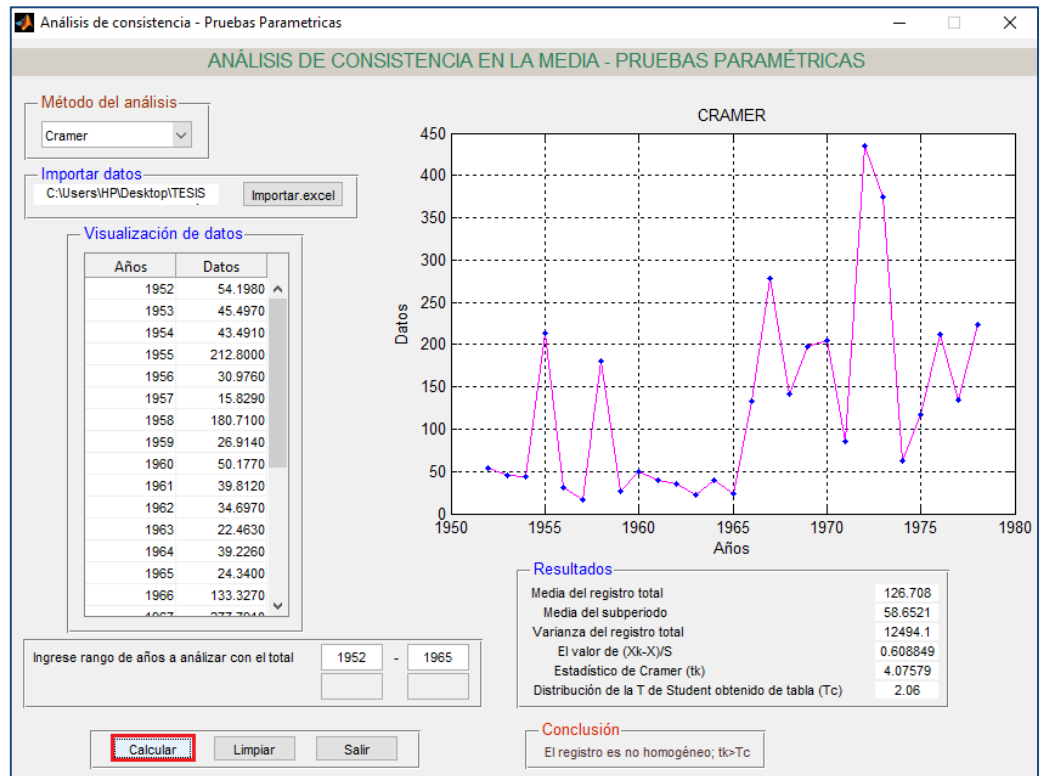 Análisis de consistencia - Pruebas Parametricas
ANÁLISIS DE CONSISTENCIA EN LA MEDIA - PRUEBAS PARAMÉTRICAS
Método del análisis
Cramer
Importar datos
C:\Users\HP\Desktop\TESIS
Importar.excel
Visualización de datos
Años Datos
1952 54.1980
1953 45.4970
1954 43.4910
1955 212.8000
1956 30.9760
1957 15.8290
1958 180.7100
1959 26.9140
1960 50.1770
1961 39.8120
1962 34.6970
1963 22.4630
1964 39.2260
1965 24.3400
1966 133.3270
Ingrese rango de años a análizar con el total 1952 - 1965
Calcular Limpiar Salir
CRAMER
450
400
350
300
250
200
150
100
50
0
Datos
1950 1955 1960 1965 1970 1975 1980
Años
Resultados
Media del registro total 126.708
Media del subperiodo 58.6521
Varianza del registro total 12494.1
El valor de (Xk-X)/S 0.608849
Estadístico de Cramer (tk) 4.07579
Distribución de la T de Student obtenido de tabla (Tc) 2.06
Conclusión
El registro es no homogéneo; tk>Tc